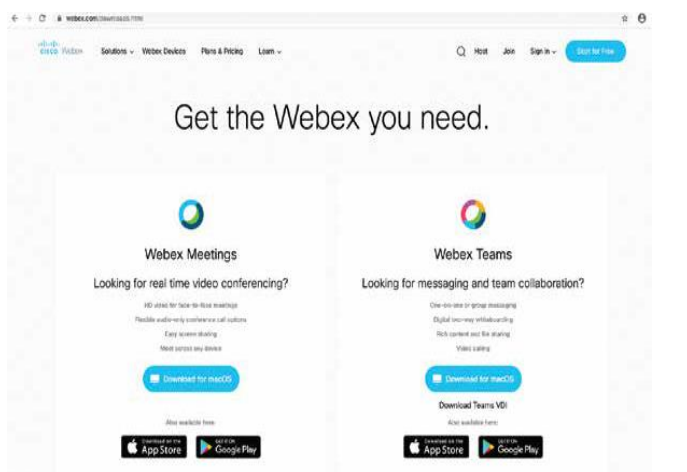 webex.com/downloads.html
CISCO Webex
Solutions
Webex Devices
Plans & Pricing
Learn
Host
Join
Sign in
Start for Free
Get the Webex you need.
Webex Meetings
Looking for real time video conferencing?
HD video for face-to-face meetings
Flexible audio-only conference call options
Easy screen sharing
Meet across any device
Download for macOS
Also available here:
Download on the
App Store
GET IT ON
Google Play
Webex Teams
Looking for messaging and team collaboration?
One-on-one or group messaging
Digital two-way whiteboarding
Rich content and file sharing
Video calling
Download for macOS
Download Teams VDI
Also available here:
Download on the
App Store
GET IT ON
Google Play